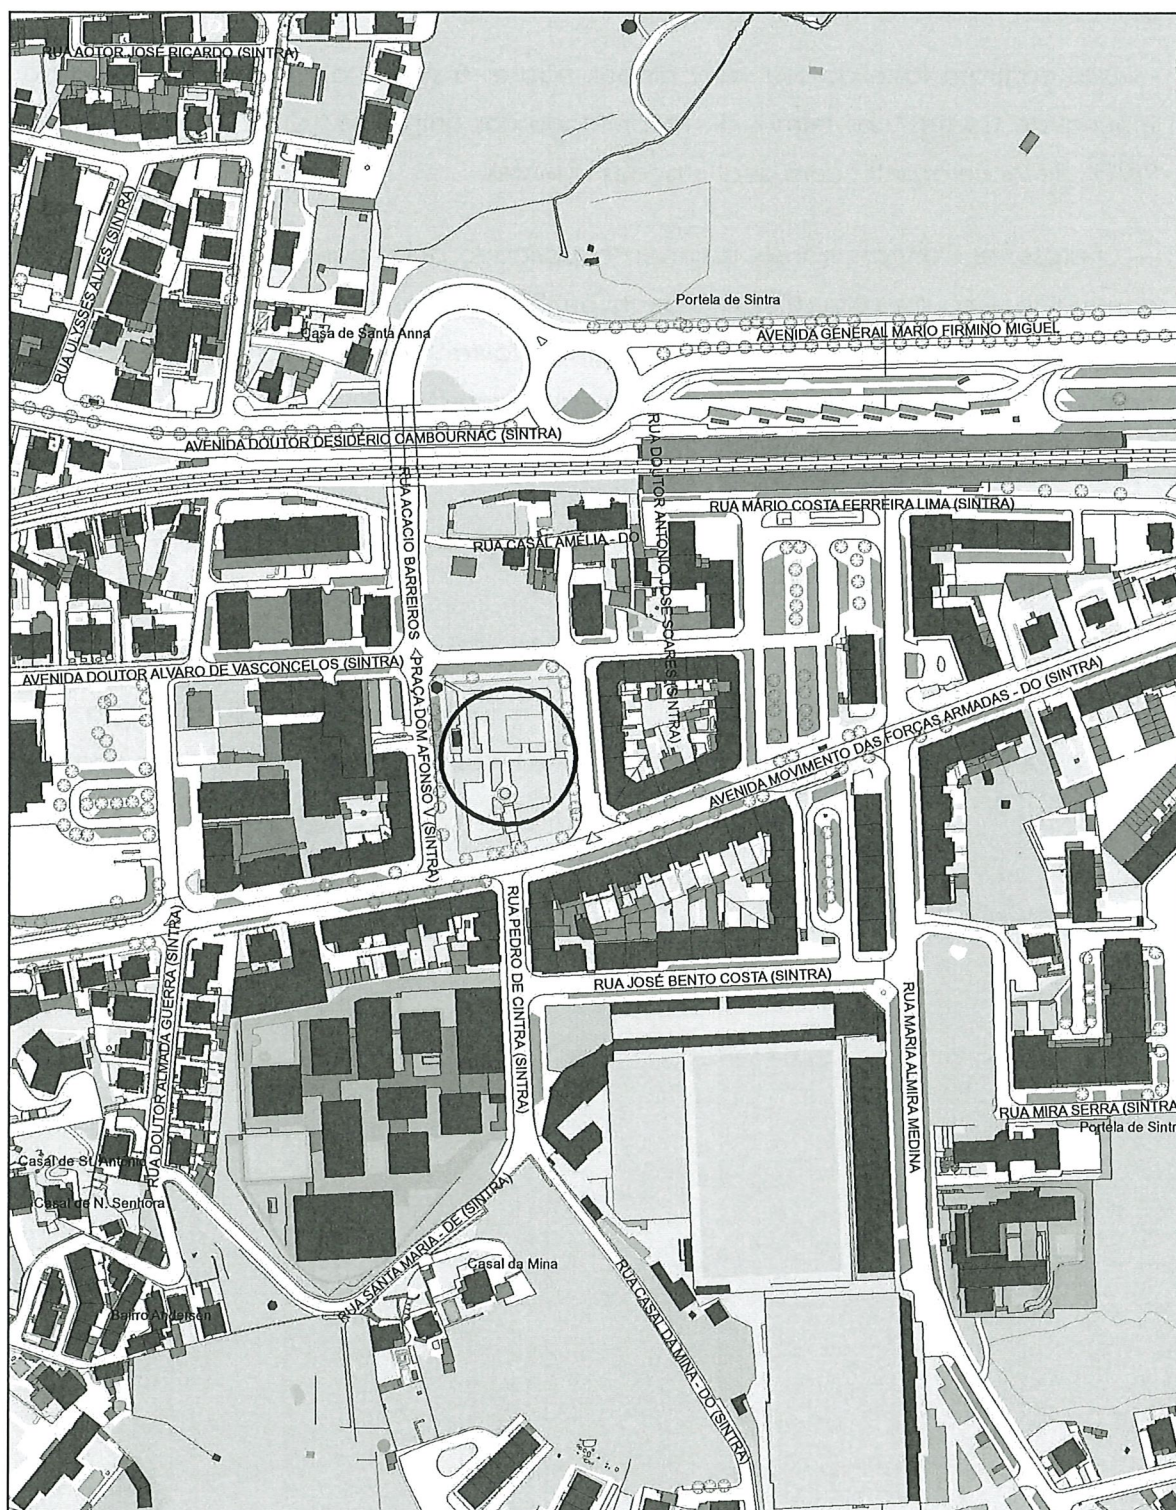 RUA AOTOR JOSÉ RICARDO (SINTRA)
RUA ULYSSES ALVES (SINTRA)
Portela de Sintra
Casa de Santa Anna
AVENIDA GENERAL MARIO FIRMINO MIGUEL
AVENIDA DOUTOR DESIDÉRIO CAMBOURNAC (SINTRA)
RUA DOUTOR ANTONIO JOSE SOARES (SINTRA)
RUA ACACIO BARREIROS
RUA MÁRIO COSTA FERREIRA LIMA (SINTRA)
RUA CASAL AMÉLIA - DO
AVENIDA DOUTOR ALVARO DE VASCONCELOS (SINTRA)
PRAÇA DOM AFONSO V (SINTRA)
AVENIDA MOVIMENTO DAS FORÇAS ARMADAS - DO (SINTRA)
RUA PEDRO DE CINTRA (SINTRA)
RUA JOSÉ BENTO COSTA (SINTRA)
RUA DOUTOR ALMADA GUERRA (SINTRA)
RUA MARIA ALMIRA MEDINA
RUA MIRA SERRA (SINTRA
Portela de Sintr
Casal de St. António
Casal de N. Senhora
RUA SANTA MARIA - DE (SINTRA)
Casal da Mina
RUA CASAL DA MINA - DO (SINTRA)
Bairro Andersen